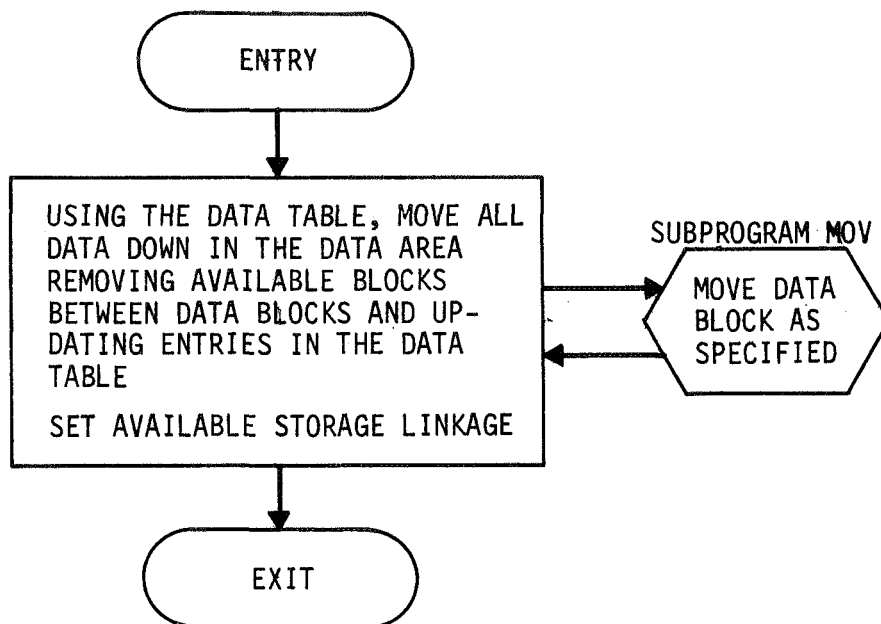 ENTRY
USING THE DATA TABLE, MOVE ALL
DATA DOWN IN THE DATA AREA
REMOVING AVAILABLE BLOCKS
BETWEEN DATA BLOCKS AND UP-
DATING ENTRIES IN THE DATA
TABLE
SET AVAILABLE STORAGE LINKAGE
SUBPROGRAM MOV
MOVE DATA
BLOCK AS
SPECIFIED
EXIT